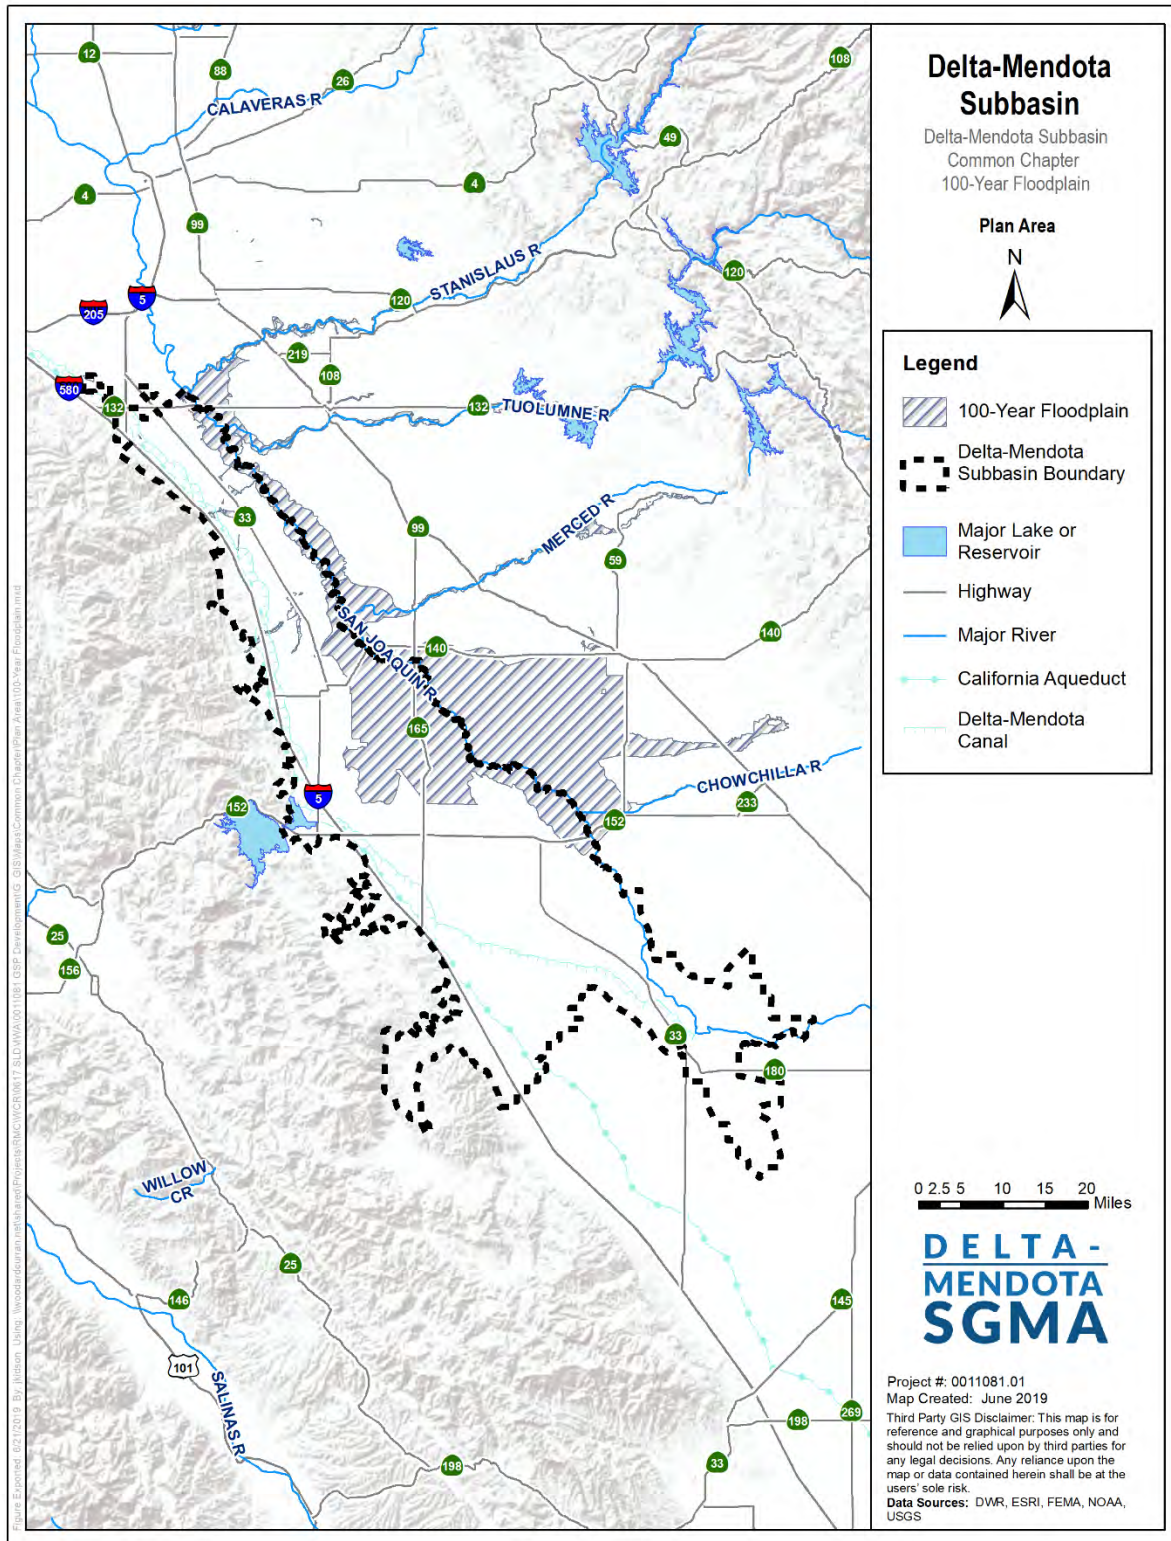 12
88
26
108
CALAVERAS R
49
4
4
99
STANISLAUS R
120
5
205
120
219
108
580
132
132
TUOLUMNE R
33
99
MERCED R
59
SAN JOAQUIN R
140
140
165
CHOWCHILLA R
5
152
152
233
25
156
33
180
WILLOW
CR
25
146
145
101
SALINAS R
269
198
198
33
Delta-Mendota
Subbasin
Delta-Mendota Subbasin
Common Chapter
100-Year Floodplain
Plan Area
N
Legend
100-Year Floodplain
Delta-Mendota
Subbasin Boundary
Major Lake or
Reservoir
Highway
Major River
California Aqueduct
Delta-Mendota
Canal
0 2.5 5 10 15 20
Miles
DELTA-
MENDOTA
SGMA
Project #: 0011081.01
Map Created: June 2019
Third Party GIS Disclaimer: This map is for
reference and graphical purposes only and
should not be relied upon by third parties for
any legal decisions. Any reliance upon the
map or data contained herein shall be at the
users' sole risk.
Data Sources: DWR, ESRI, FEMA, NOAA,
USGS